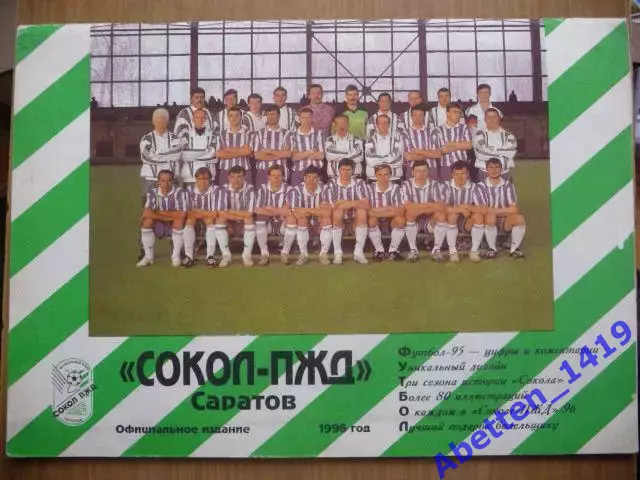 «СОКОЛ-ПЖД»
Саратов
Официальное издание 1996 год
Футбол-95 — цифры и комментарии
Уникальный дизайн
Три сезона истории «Сокола»
Более 80 иллюстраций
О каждом в «Соколе-ПЖД»-96
Лучший подарок болельщику
СОКОЛ ПЖД
Abetten_1419